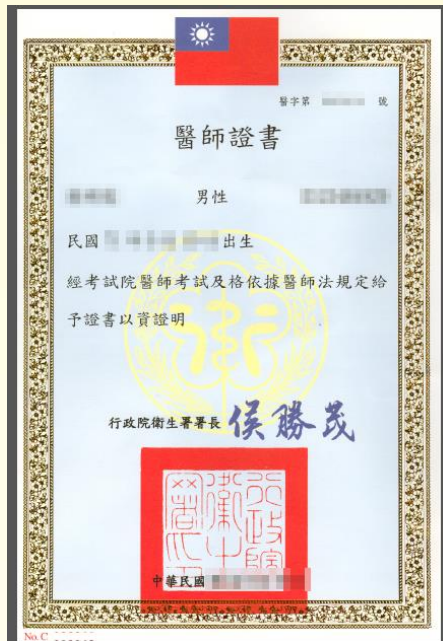 醫字第 號
醫師證書
男性
民國 出生
經考試院醫師考試及格依據醫師法規定給
予證書以資證明
行政院衛生署署長 侯勝茂
行政院衛生署印
中華民國
No.C